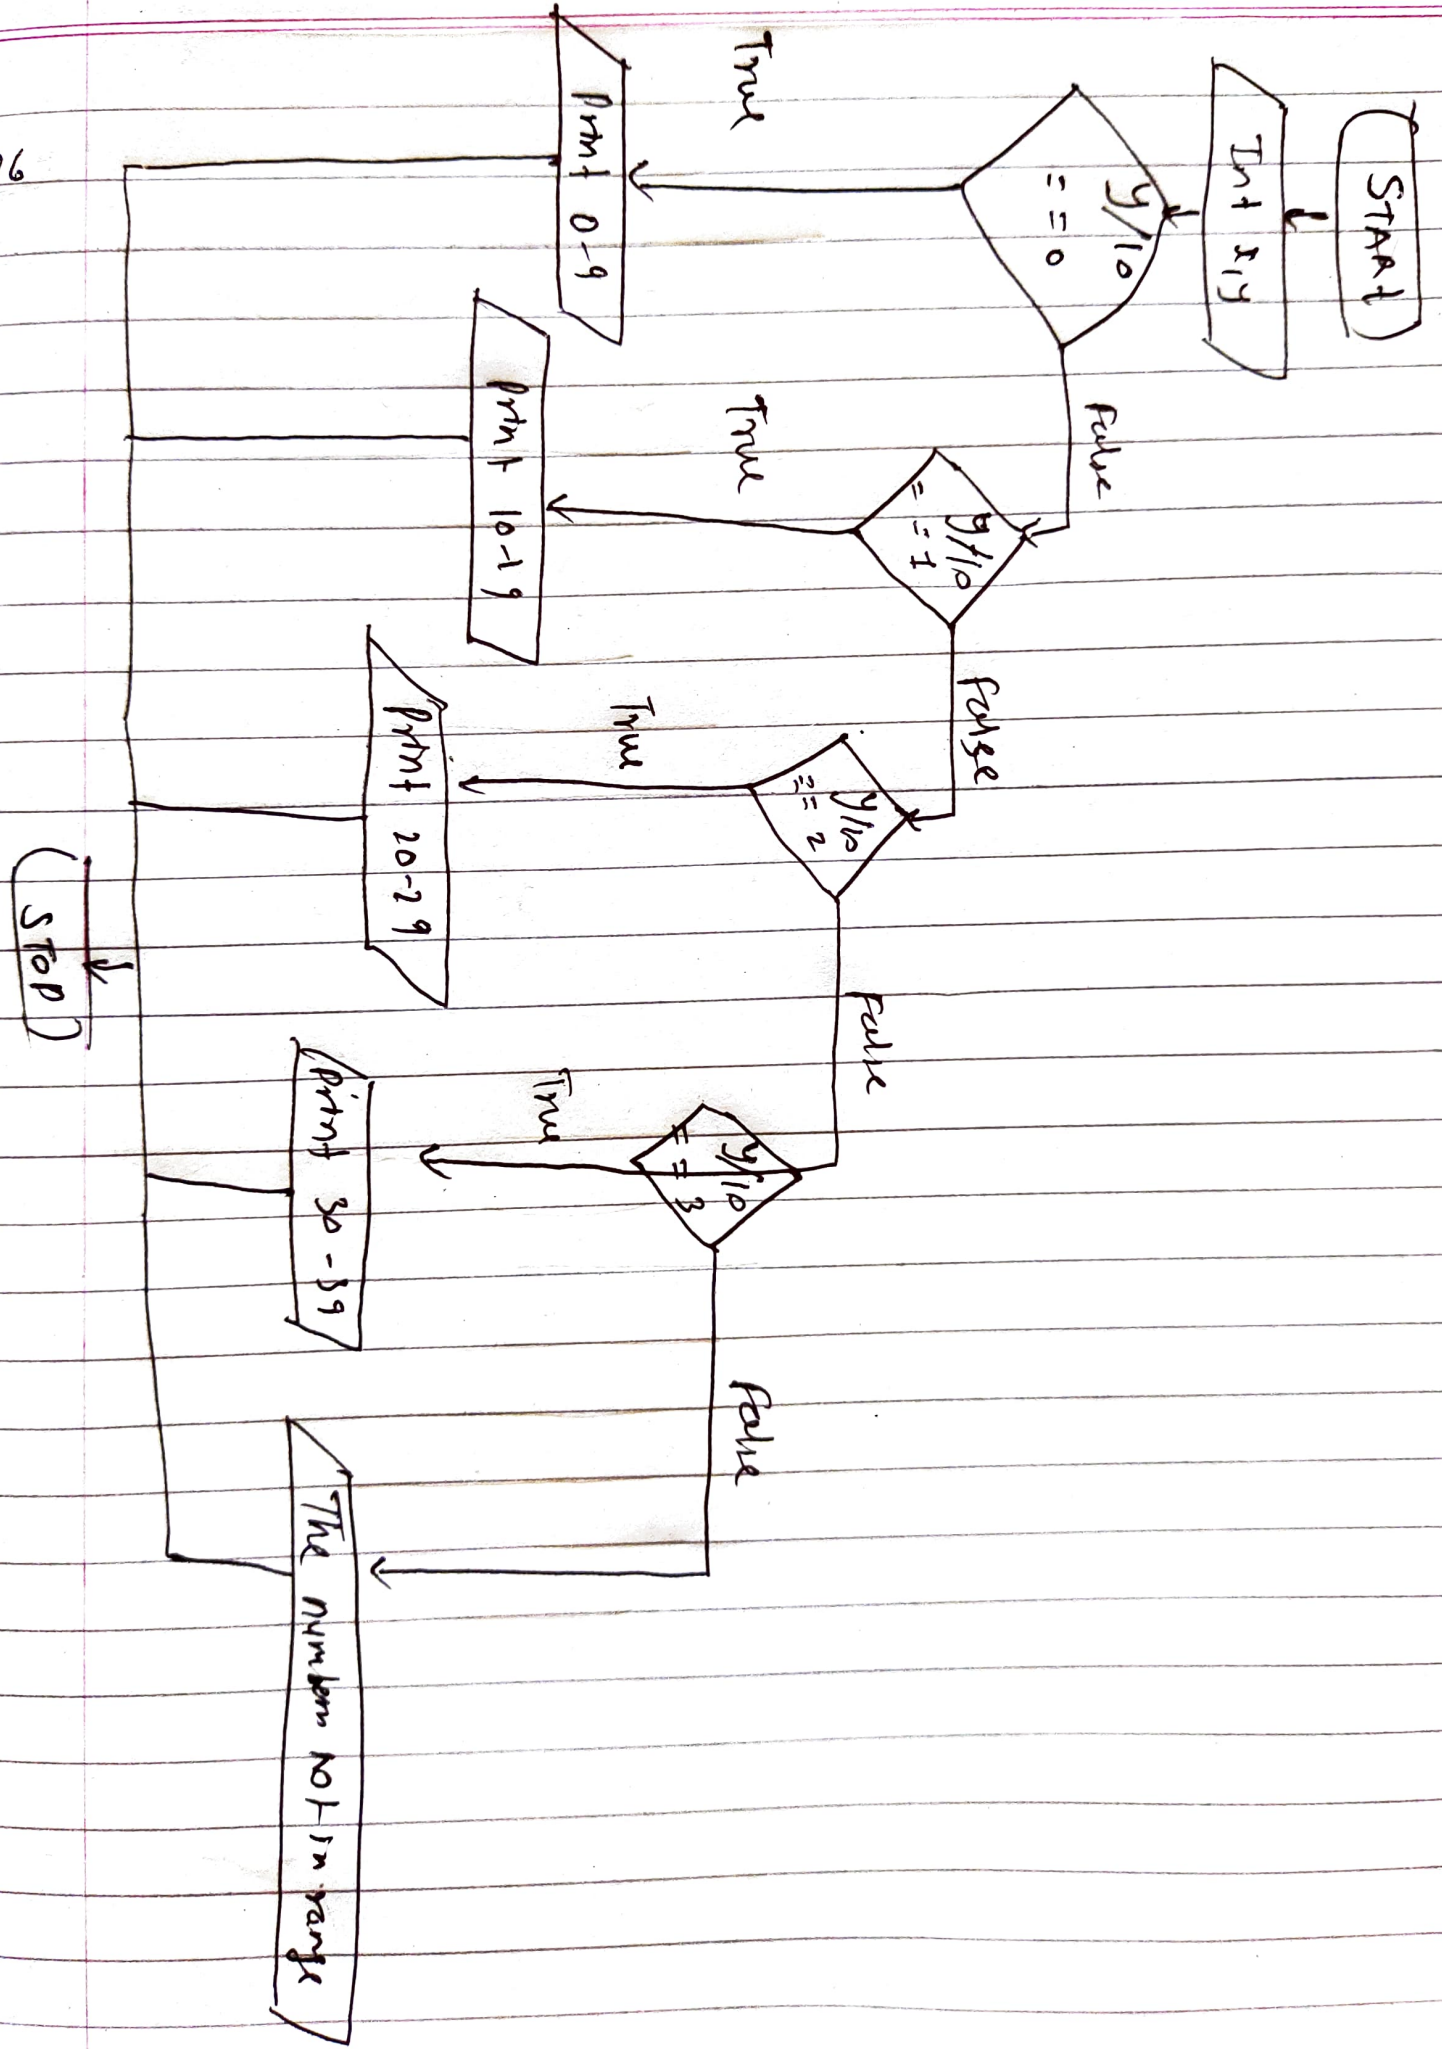 START
Int x,y
y/10
==0
False
True
y/10
==1
False
True
y/10
==2
False
True
y/10
==3
False
True
Print 0-9
Print 10-19
Print 20-29
Print 30-39
The number Not in range
STOP